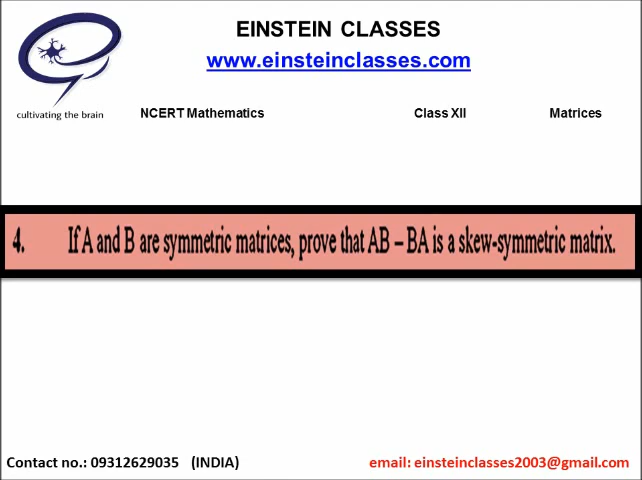 EINSTEIN CLASSES
www.einsteinclasses.com
cultivating the brain
NCERT Mathematics Class XII Matrices
4. If A and B are symmetric matrices, prove that AB – BA is a skew-symmetric matrix.
Contact no.: 09312629035 (INDIA) email: einsteinclasses2003@gmail.com